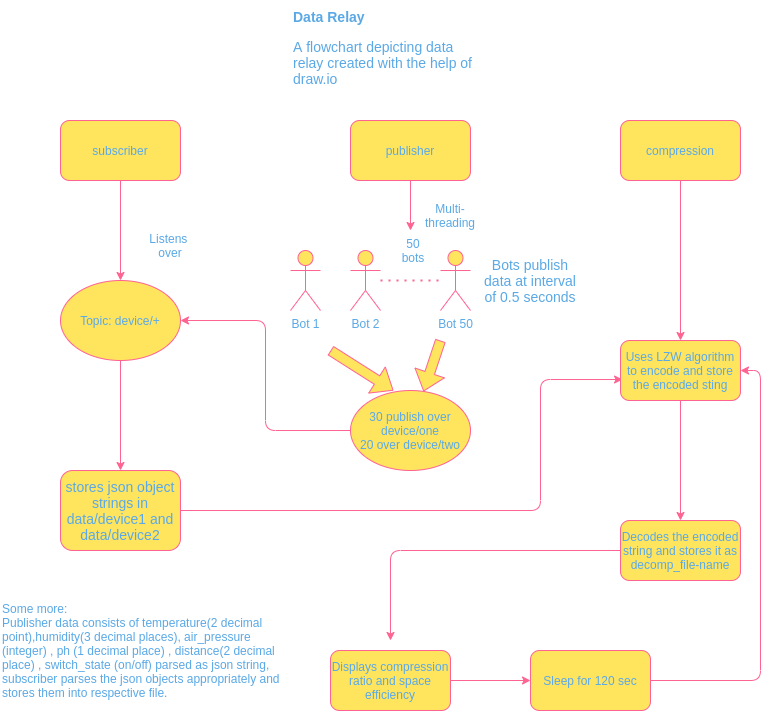 Data Relay
A flowchart depicting data
relay created with the help of
draw.io
subscriber
publisher
compression
Multi-
threading
Listens
over
50
bots
Bots publish
data at interval
of 0.5 seconds
Topic: device/+
Bot 1
Bot 2
Bot 50
Uses LZW algorithm
to encode and store
the encoded sting
30 publish over
device/one
20 over device/two
stores json object
strings in
data/device1 and
data/device2
Decodes the encoded
string and stores it as
decomp_file-name
Some more:
Publisher data consists of temperature(2 decimal
point),humidity(3 decimal places), air_pressure
(integer) , ph (1 decimal place) , distance(2 decimal
place) , switch_state (on/off) parsed as json string,
subscriber parses the json objects appropriately and
stores them into respective file.
Displays compression
ratio and space
efficiency
Sleep for 120 sec